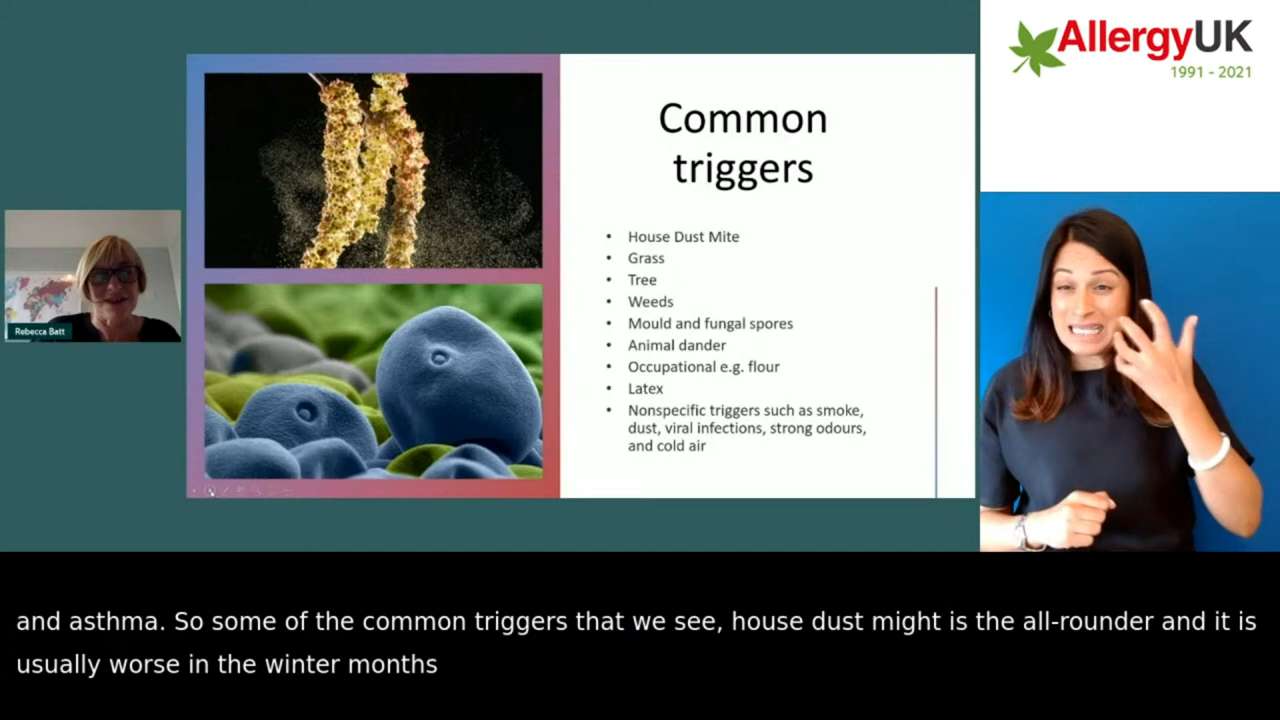 AllergyUK
1991 - 2021
Common
triggers
• House Dust Mite
• Grass
• Tree
• Weeds
• Mould and fungal spores
• Animal dander
• Occupational e.g. flour
• Latex
• Nonspecific triggers such as smoke,
dust, viral infections, strong odours,
and cold air
Rebecca Batt
and asthma. So some of the common triggers that we see, house dust might is the all-rounder and it is
usually worse in the winter months